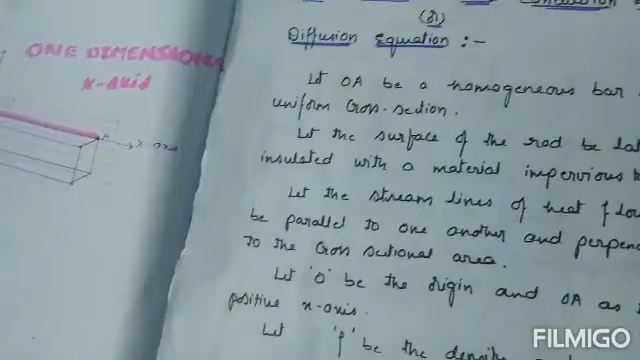 ONE DIMENSIONA
x-axis
x axis
(or)
Diffusion Equation :-
Let OA be a homogeneous bar
uniform Cross-section.
Let the surface of the rod be
insulated with a material impervious
Let the stream lines of heat flow
be parallel to one another and
to the Cross sectional area.
Let 'O' be the origin and OA as
positive x-axis.
Let 'ρ' be the density
FILMIGO